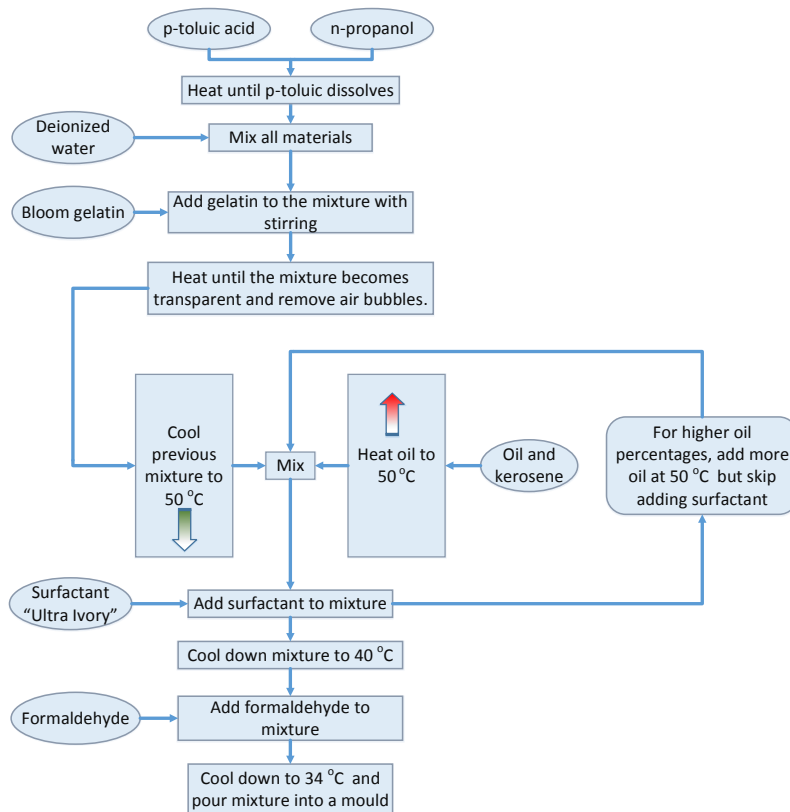 p-toluic acid
n-propanol
Heat until p-toluic dissolves
Deionized
water
Mix all materials
Bloom gelatin
Add gelatin to the mixture with
stirring
Heat until the mixture becomes
transparent and remove air bubbles.
Cool
previous
mixture to
50 °C
Mix
Heat oil to
50 °C
Oil and
kerosene
For higher oil
percentages, add more
oil at 50 °C but skip
adding surfactant
Surfactant
“Ultra Ivory”
Add surfactant to mixture
Cool down mixture to 40 °C
Formaldehyde
Add formaldehyde to
mixture
Cool down to 34 °C and
pour mixture into a mould